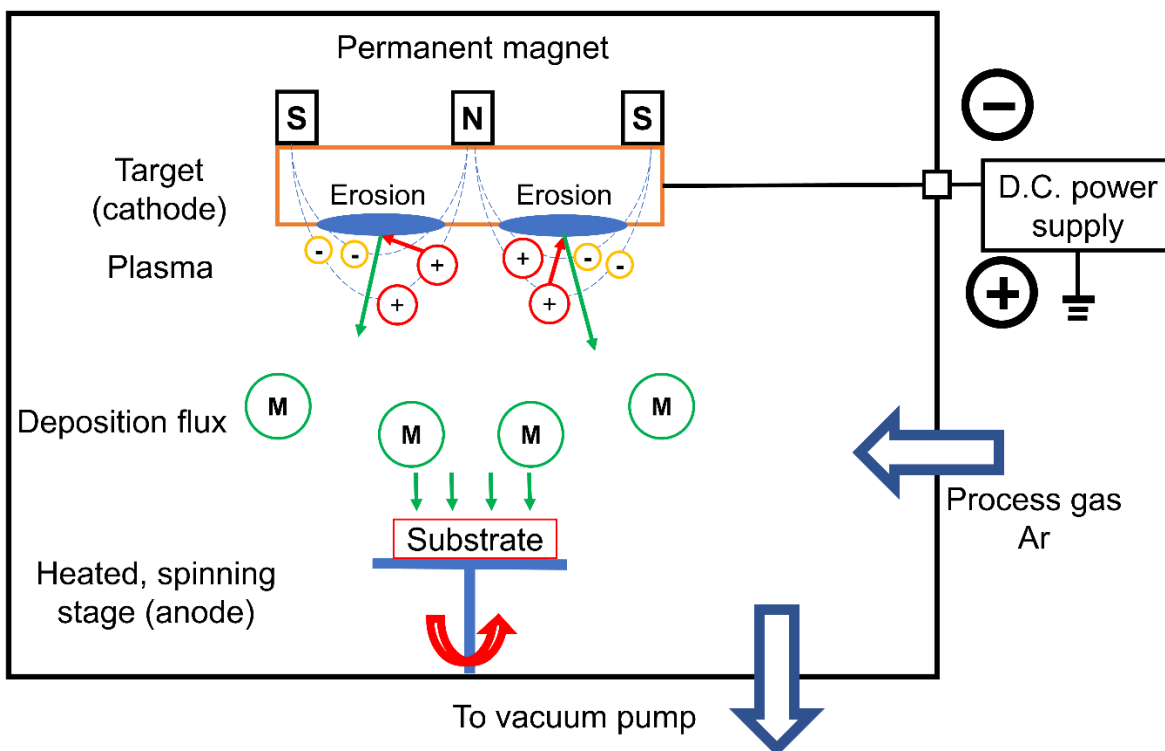 Permanent magnet
S
N
S
−
Target
(cathode)
Erosion
Erosion
D.C. power
supply
Plasma
-
-
+
+
+
+
-
-
+
M
M
Deposition flux
M
M
Process gas
Ar
Substrate
Heated, spinning
stage (anode)
To vacuum pump